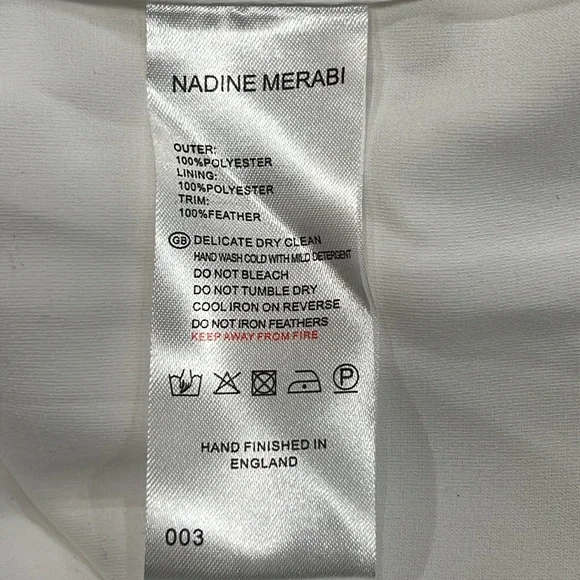 NADINE MERABI
OUTER:
100%POLYESTER
LINING:
100%POLYESTER
TRIM:
100%FEATHER
GB DELICATE DRY CLEAN
HAND WASH COLD WITH MILD DETERGENT
DO NOT BLEACH
DO NOT TUMBLE DRY
COOL IRON ON REVERSE
DO NOT IRON FEATHERS
KEEP AWAY FROM FIRE
P
HAND FINISHED IN
ENGLAND
003